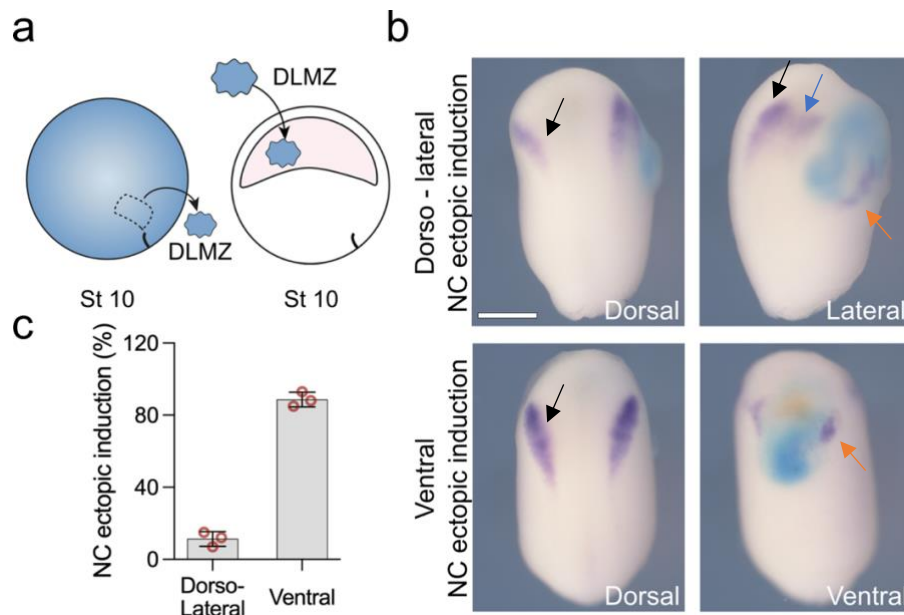 a
DLMZ
DLMZ
St 10
St 10
b
Dorso - lateral
NC ectopic induction
Dorsal
Lateral
Ventral
NC ectopic induction
Dorsal
Ventral
c
NC ectopic induction (%)
120
80
40
0
Dorso-
Lateral
Ventral